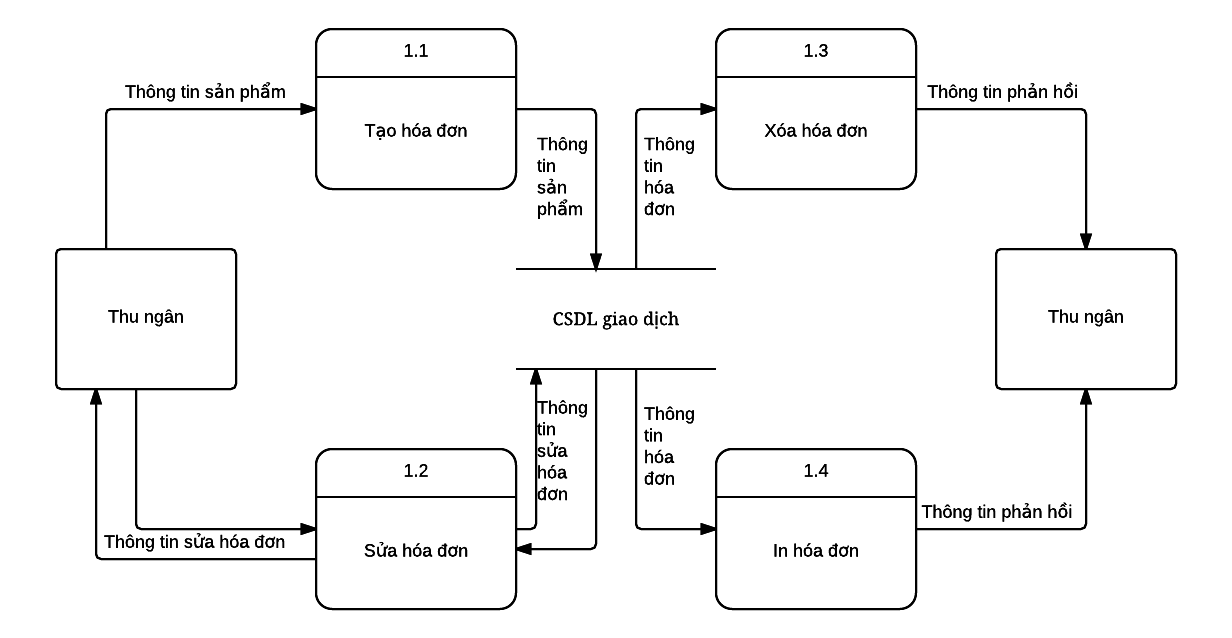 1.1
1.3
Thông tin sản phẩm
Thông tin phản hồi
Tạo hóa đơn
Xóa hóa đơn
Thông
tin
sản
phẩm
Thông
tin
hóa
đơn
Thu ngân
CSDL giao dịch
Thu ngân
Thông
tin
sửa
hóa
đơn
Thông
tin
hóa
đơn
1.2
1.4
Thông tin sửa hóa đơn
Thông tin phản hồi
Sửa hóa đơn
In hóa đơn